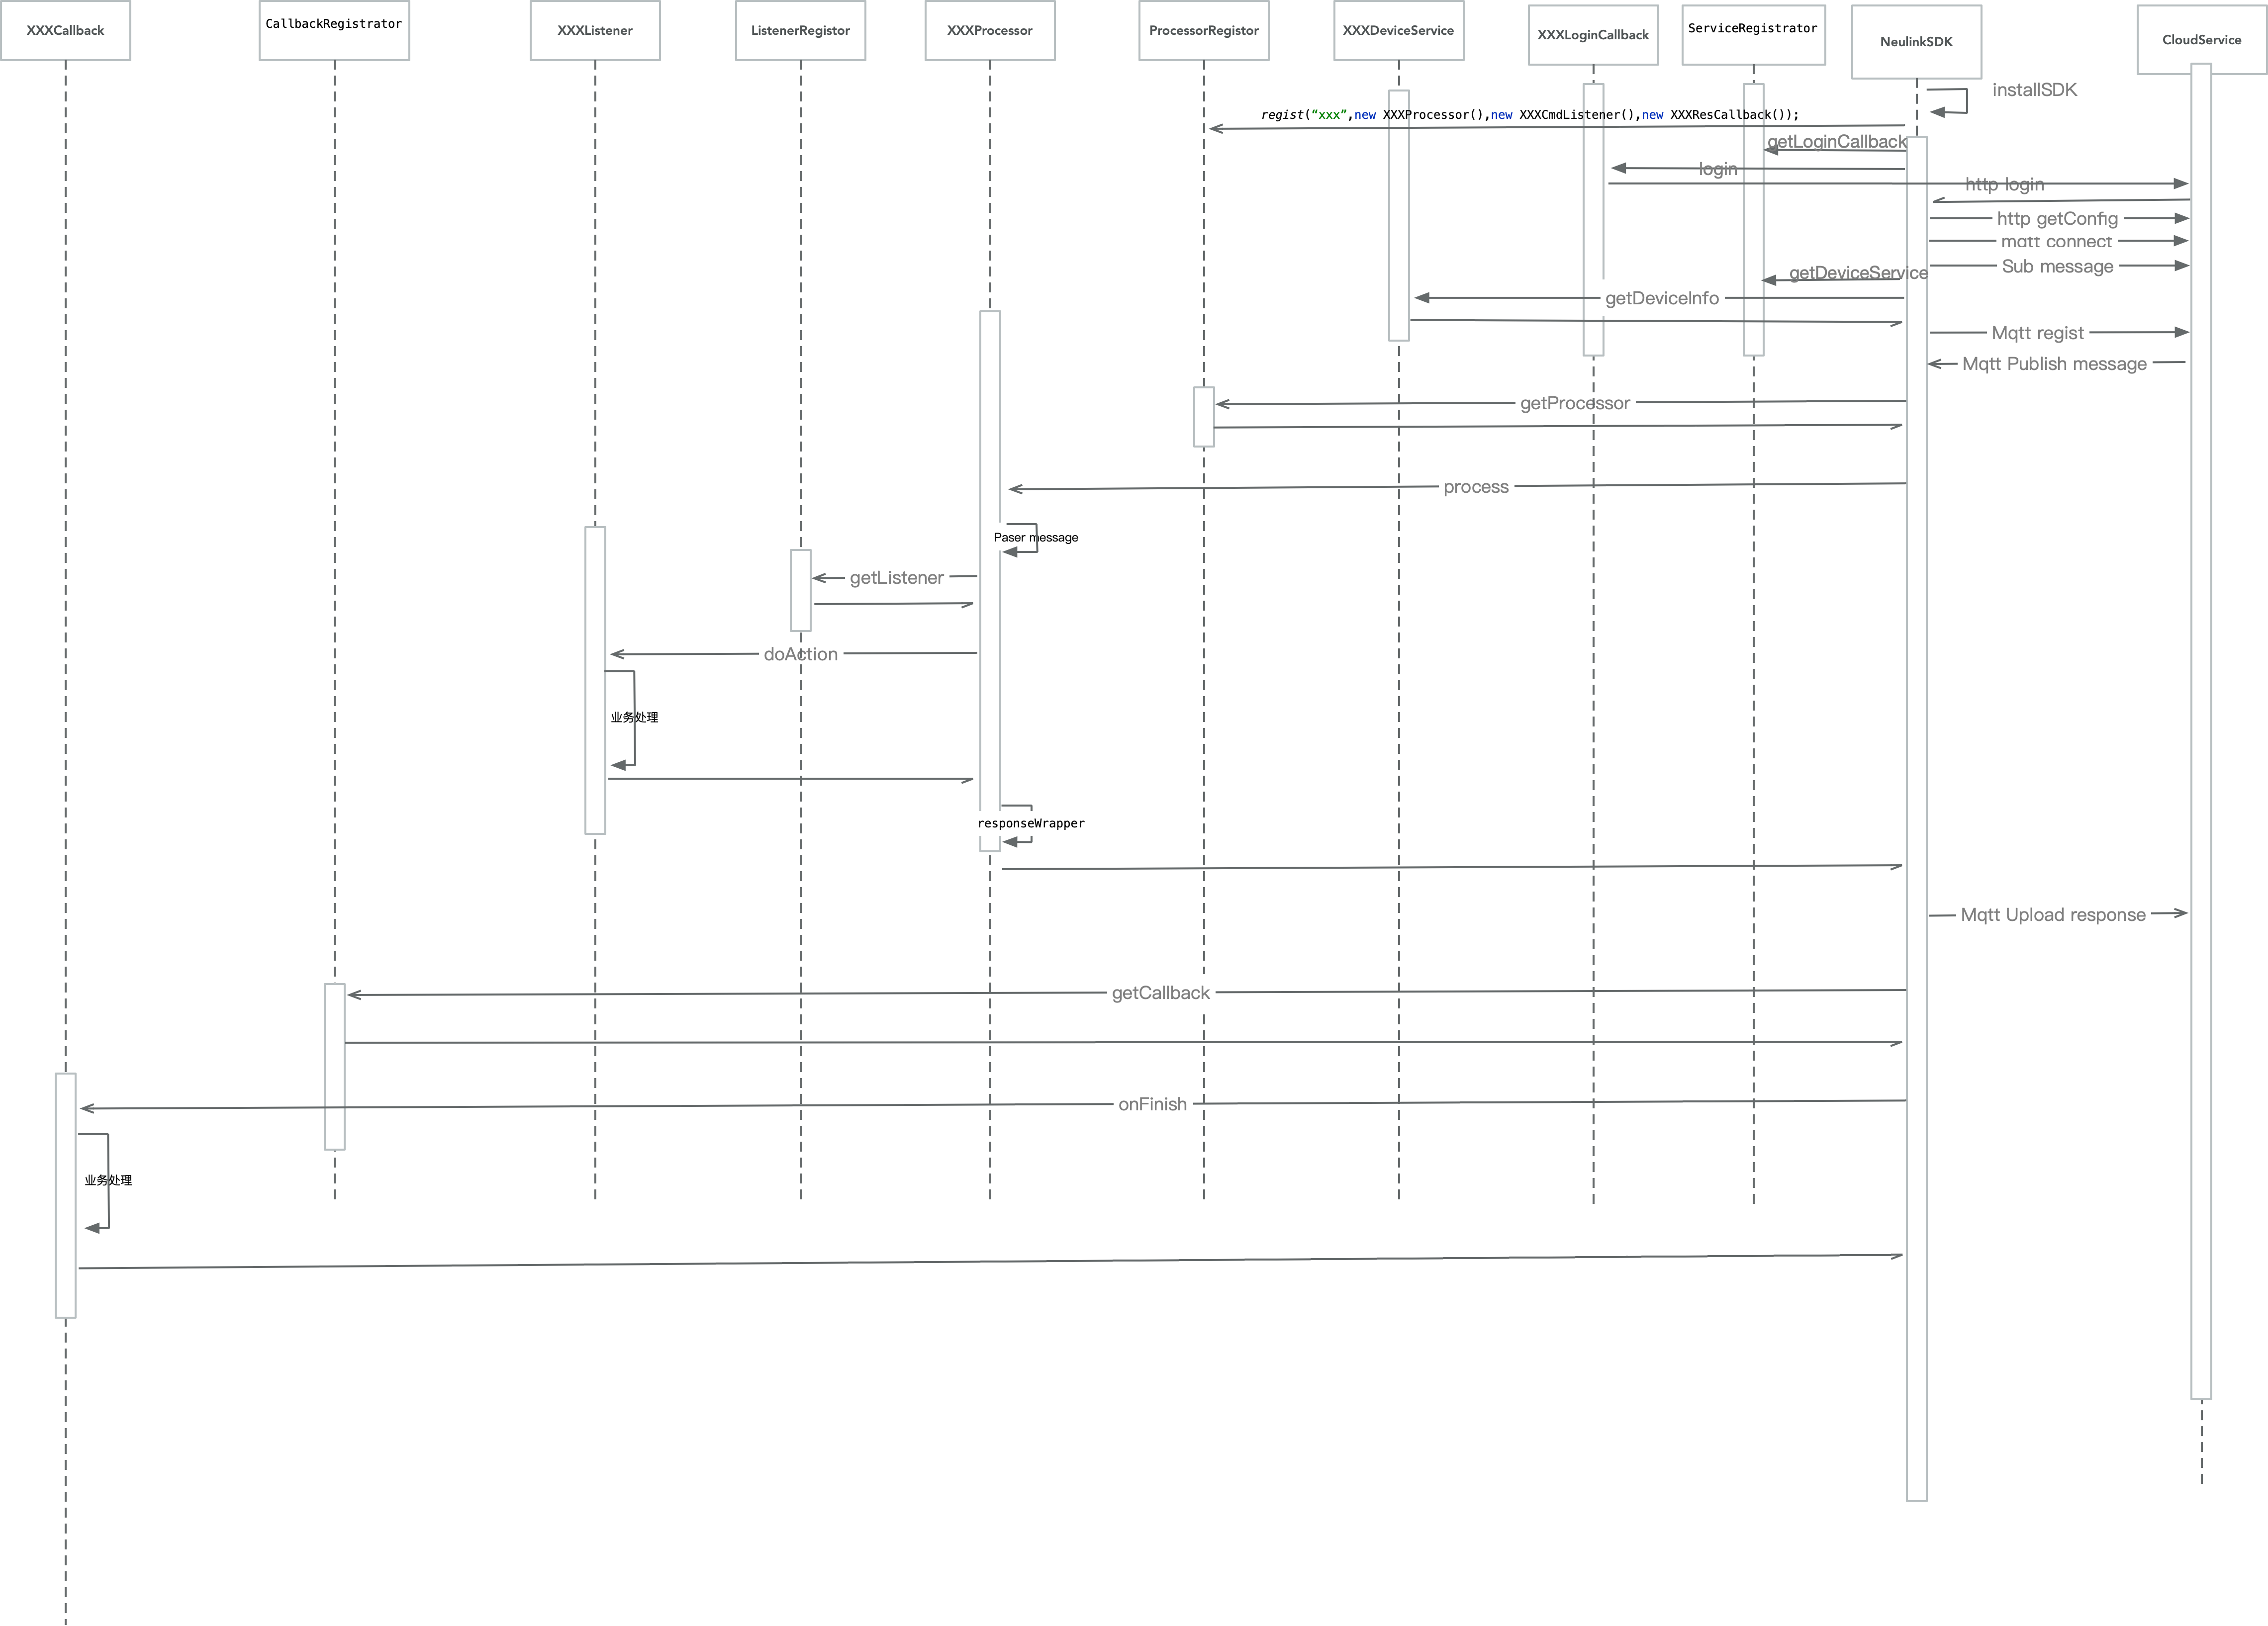 XXXCallback
CallbackRegistrator
XXXListener
ListenerRegistor
XXXProcessor
ProcessorRegistor
XXXDeviceService
XXXLoginCallback
ServiceRegistrator
NeulinkSDK
CloudService
installSDK
regist(“xxx”,new XXXProcessor(),new XXXCmdListener(),new XXXResCallback());
getLoginCallback
login
http login
http getConfig
mqtt connect
Sub message
getDeviceService
getDeviceInfo
Mqtt regist
Mqtt Publish message
getProcessor
process
Paser message
getListener
doAction
业务处理
responseWrapper
Mqtt Upload response
getCallback
onFinish
业务处理